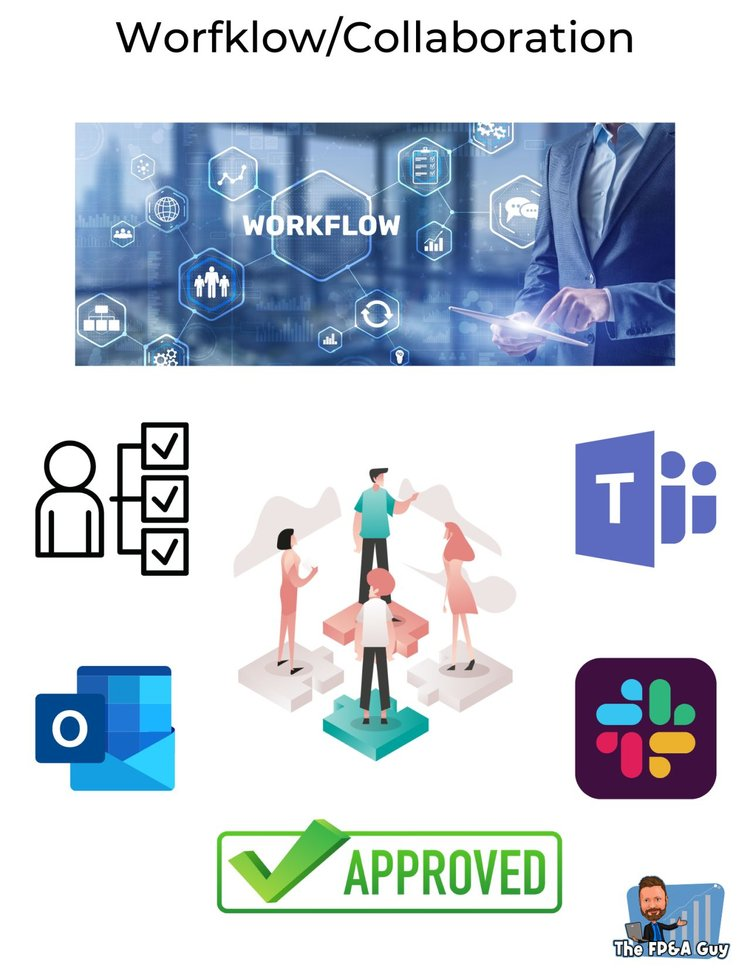 Worfklow/Collaboration
WORKFLOW
T
O
APPROVED
The FP&A Guy